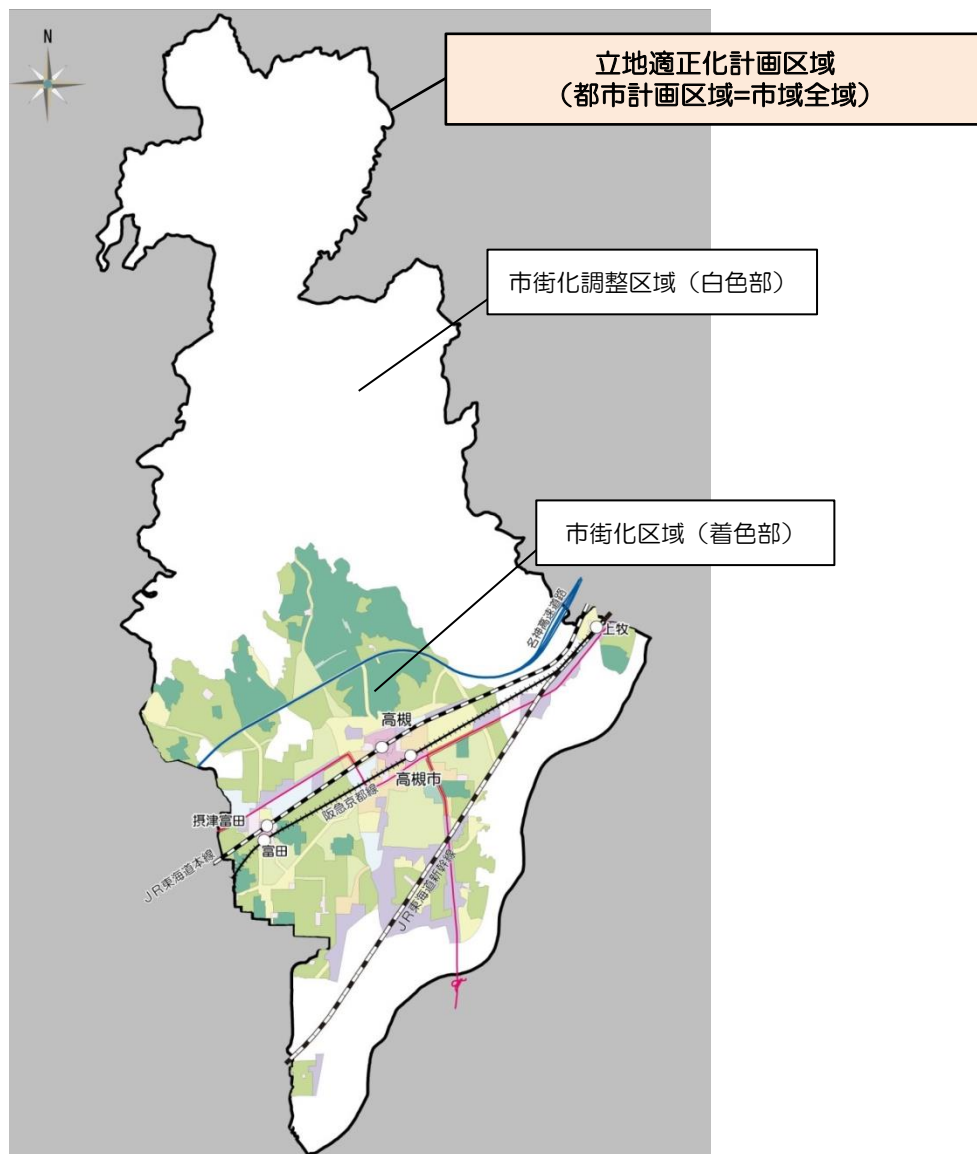 N
立地適正化計画区域
（都市計画区域=市域全域）
市街化調整区域（白色部）
市街化区域（着色部）
名神高速道路
上牧
高槻
高槻市
阪急京都線
摂津富田
富田
ＪＲ東海道本線
ＪＲ東海道新幹線